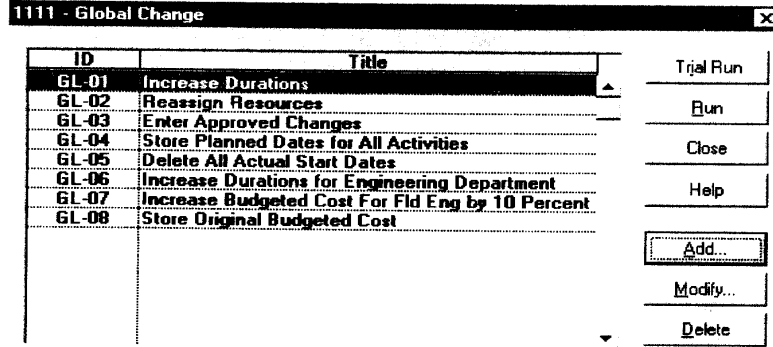 1111 - Global Change
ID Title
GL-01 Increase Durations
GL-02 Reassign Resources
GL-03 Enter Approved Changes
GL-04 Store Planned Dates for All Activities
GL-05 Delete All Actual Start Dates
GL-06 Increase Durations for Engineering Department
GL-07 Increase Budgeted Cost For Fld Eng by 10 Percent
GL-08 Store Original Budgeted Cost
Trial Run
Run
Close
Help
Add...
Modify...
Delete